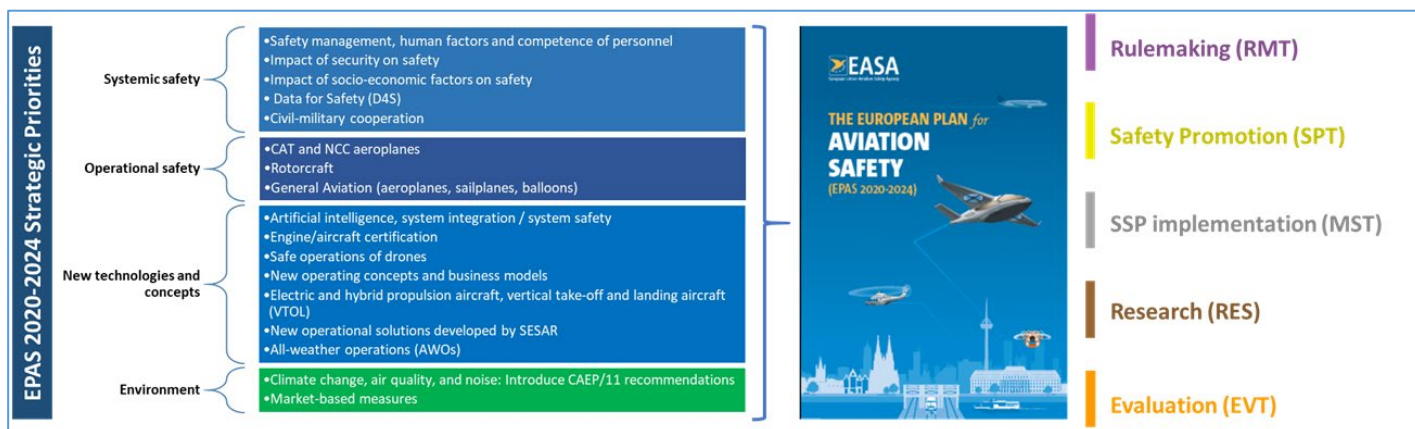 EPAS 2020-2024 Strategic Priorities
Systemic safety
•Safety management, human factors and competence of personnel
•Impact of security on safety
•Impact of socio-economic factors on safety
• Data for Safety (D4S)
•Civil-military cooperation
Operational safety
•CAT and NCC aeroplanes
•Rotorcraft
•General Aviation (aeroplanes, sailplanes, balloons)
New technologies and
concepts
•Artificial intelligence, system integration / system safety
•Engine/aircraft certification
•Safe operations of drones
•New operating concepts and business models
•Electric and hybrid propulsion aircraft, vertical take-off and landing aircraft
(VTOL)
•New operational solutions developed by SESAR
•All-weather operations (AWOs)
Environment
•Climate change, air quality, and noise: Introduce CAEP/11 recommendations
•Market-based measures
EASA
European Union Aviation Safety Agency
THE EUROPEAN PLAN for
AVIATION
SAFETY
(EPAS 2020-2024)
Rulemaking (RMT)
Safety Promotion (SPT)
SSP implementation (MST)
Research (RES)
Evaluation (EVT)